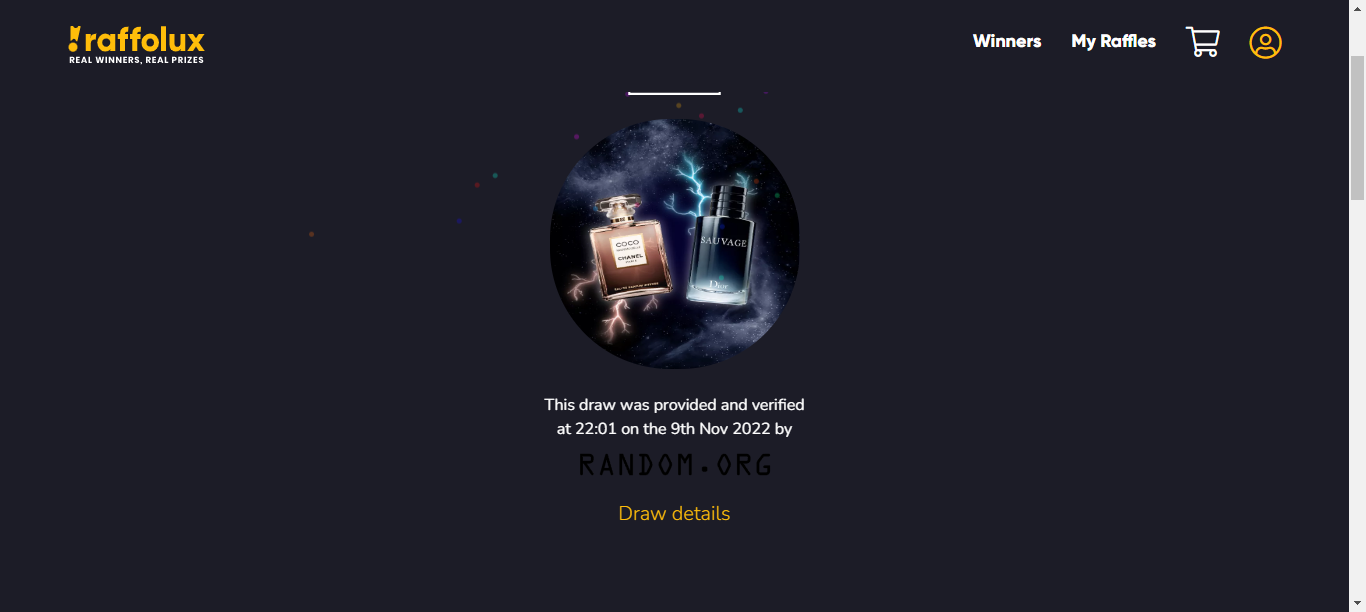 raffolux
REAL WINNERS, REAL PRIZES
Winners
My Raffles
COCO
CHANEL
SAUVAGE
Dior
This draw was provided and verified
at 22:01 on the 9th Nov 2022 by
RANDOM.ORG
Draw details